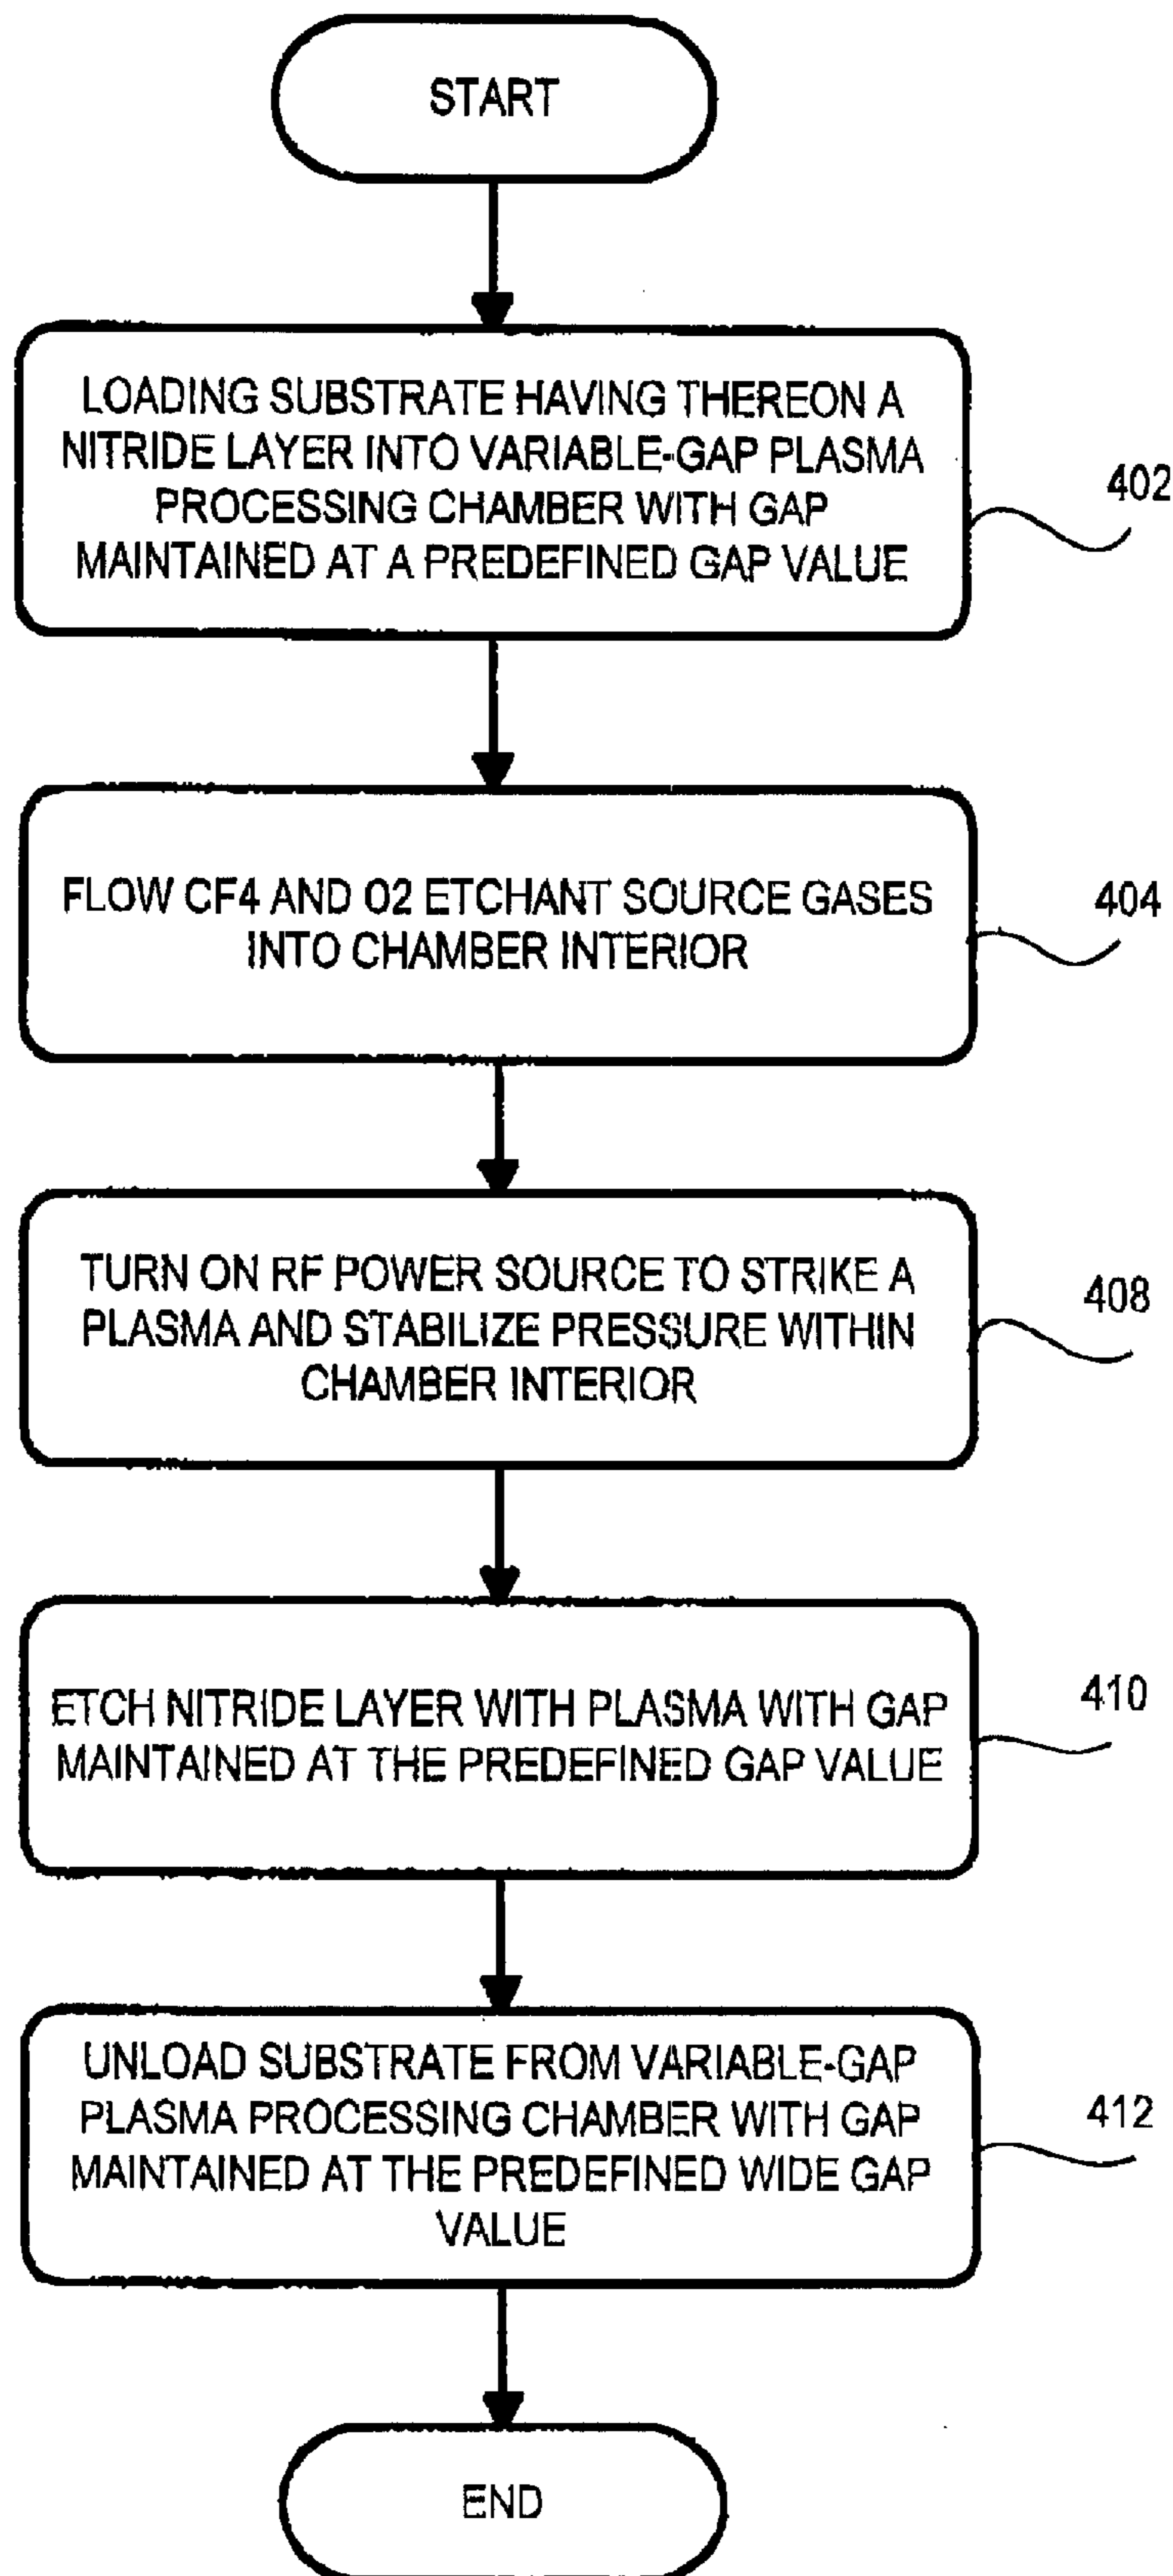 START
LOADING SUBSTRATE HAVING THEREON A
NITRIDE LAYER INTO VARIABLE-GAP PLASMA
PROCESSING CHAMBER WITH GAP
MAINTAINED AT A PREDEFINED GAP VALUE
402
FLOW CF4 AND O2 ETCHANT SOURCE GASES
INTO CHAMBER INTERIOR
404
TURN ON RF POWER SOURCE TO STRIKE A
PLASMA AND STABILIZE PRESSURE WITHIN
CHAMBER INTERIOR
408
ETCH NITRIDE LAYER WITH PLASMA WITH GAP
MAINTAINED AT THE PREDEFINED GAP VALUE
410
UNLOAD SUBSTRATE FROM VARIABLE-GAP
PLASMA PROCESSING CHAMBER WITH GAP
MAINTAINED AT THE PREDEFINED WIDE GAP
VALUE
412
END